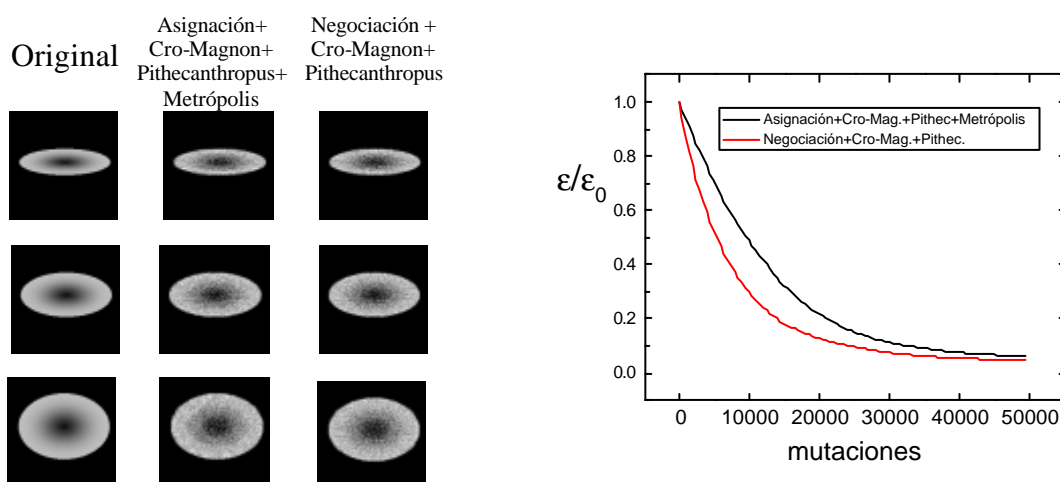 Original
Asignación+
Cro-Magnon+
Pithecanthropus+
Metrópolis
Negociación +
Cro-Magnon+
Pithecanthropus
1.0
0.8
0.6
0.4
0.2
0.0
ε/ε0
Asignación+Cro-Mag.+Pithec+Metrópolis
Negociación+Cro-Mag.+Pithec.
0 10000 20000 30000 40000 50000
mutaciones